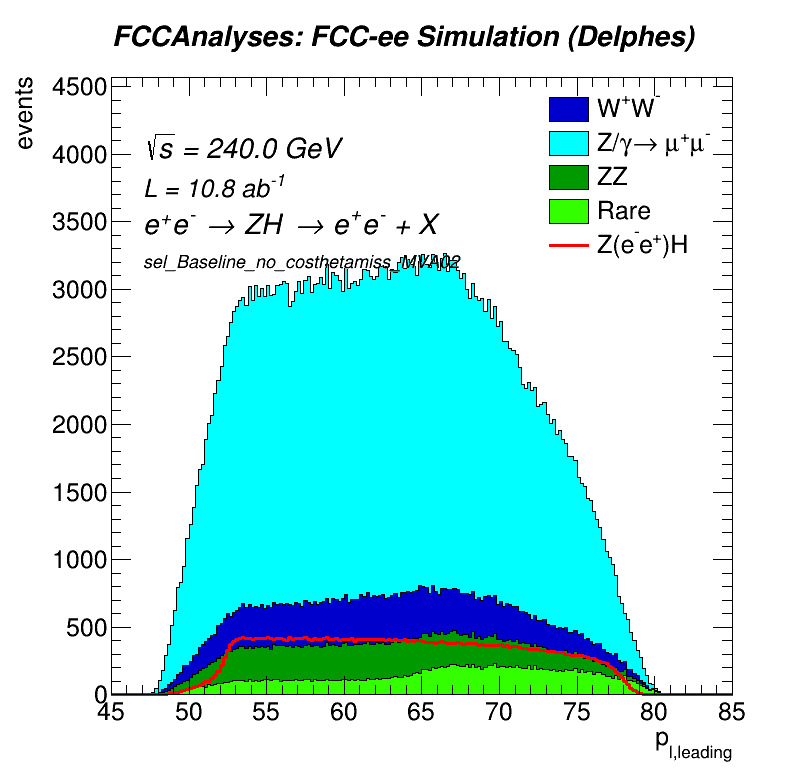 FCCAnalyses: FCC-ee Simulation (Delphes)
events
4500
4000
3500
3000
2500
2000
1500
1000
500
0
√s = 240.0 GeV
L = 10.8 ab⁻¹
e⁺e⁻ → ZH → e⁺e⁻ + X
sel_Baseline_no_costhetamiss_MVA02
W⁺W⁻
Z/γ→ μ⁺μ⁻
ZZ
Rare
Z(e⁻e⁺)H
45 50 55 60 65 70 75 80 85
p_l,leading